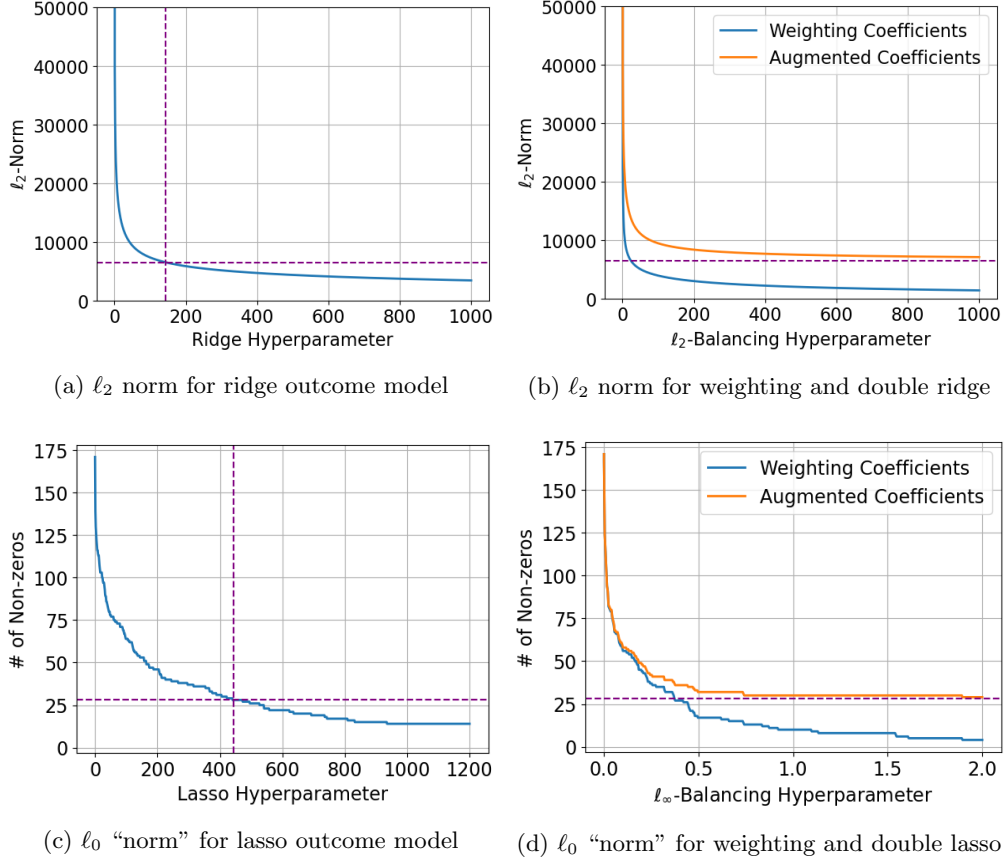 50000
40000
30000
20000
10000
0
ℓ₂-Norm
0 200 400 600 800 1000
Ridge Hyperparameter
(a) ℓ₂ norm for ridge outcome model
50000
40000
30000
20000
10000
0
ℓ₂-Norm
Weighting Coefficients
Augmented Coefficients
0 200 400 600 800 1000
ℓ₂-Balancing Hyperparameter
(b) ℓ₂ norm for weighting and double ridge
175
150
125
100
75
50
25
0
# of Non-zeros
0 200 400 600 800 1000 1200
Lasso Hyperparameter
(c) ℓ₀ “norm” for lasso outcome model
175
150
125
100
75
50
25
0
# of Non-zeros
Weighting Coefficients
Augmented Coefficients
0.0 0.5 1.0 1.5 2.0
ℓ∞-Balancing Hyperparameter
(d) ℓ₀ “norm” for weighting and double lasso